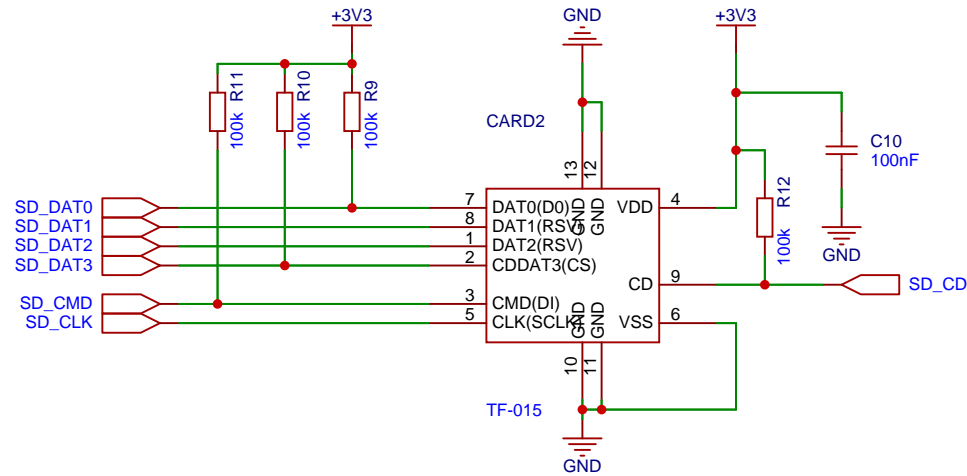 +3V3
GND
+3V3
R11
100k
R10
100k
R9
100k
CARD2
C10
100nF
R12
100k
13
12
GND
GND
SD_DAT0
7
DAT0(D0)
VDD
4
GND
SD_DAT1
8
DAT1(RSV)
SD_DAT2
1
DAT2(RSV)
SD_DAT3
2
CDDAT3(CS)
CD
9
SD_CD
SD_CMD
3
CMD(DI)
SD_CLK
5
CLK(SCLK)
VSS
6
GND
GND
10
11
TF-015
GND